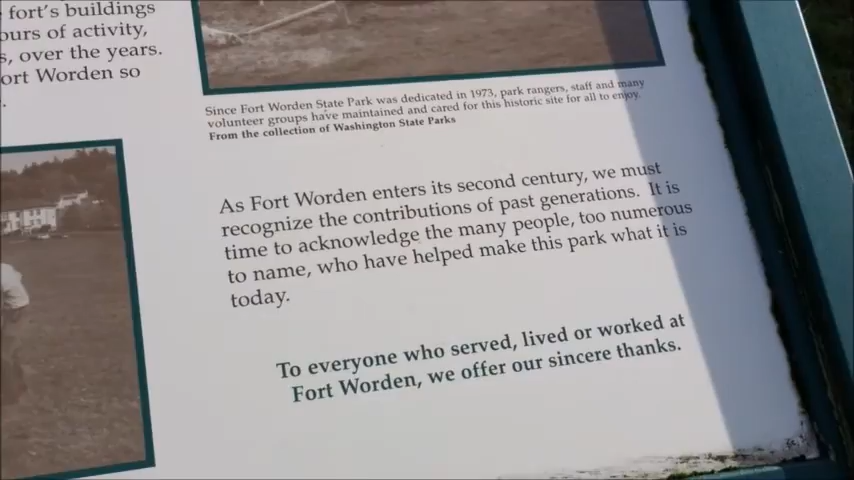 fort's buildings
ours of activity,
s, over the years.
ort Worden so
Since Fort Worden State Park was dedicated in 1973, park rangers, staff and many
volunteer groups have maintained and cared for this historic site for all to enjoy.
From the collection of Washington State Parks
As Fort Worden enters its second century, we must
recognize the contributions of past generations. It is
time to acknowledge the many people, too numerous
to name, who have helped make this park what it is
today.
To everyone who served, lived or worked at
Fort Worden, we offer our sincere thanks.